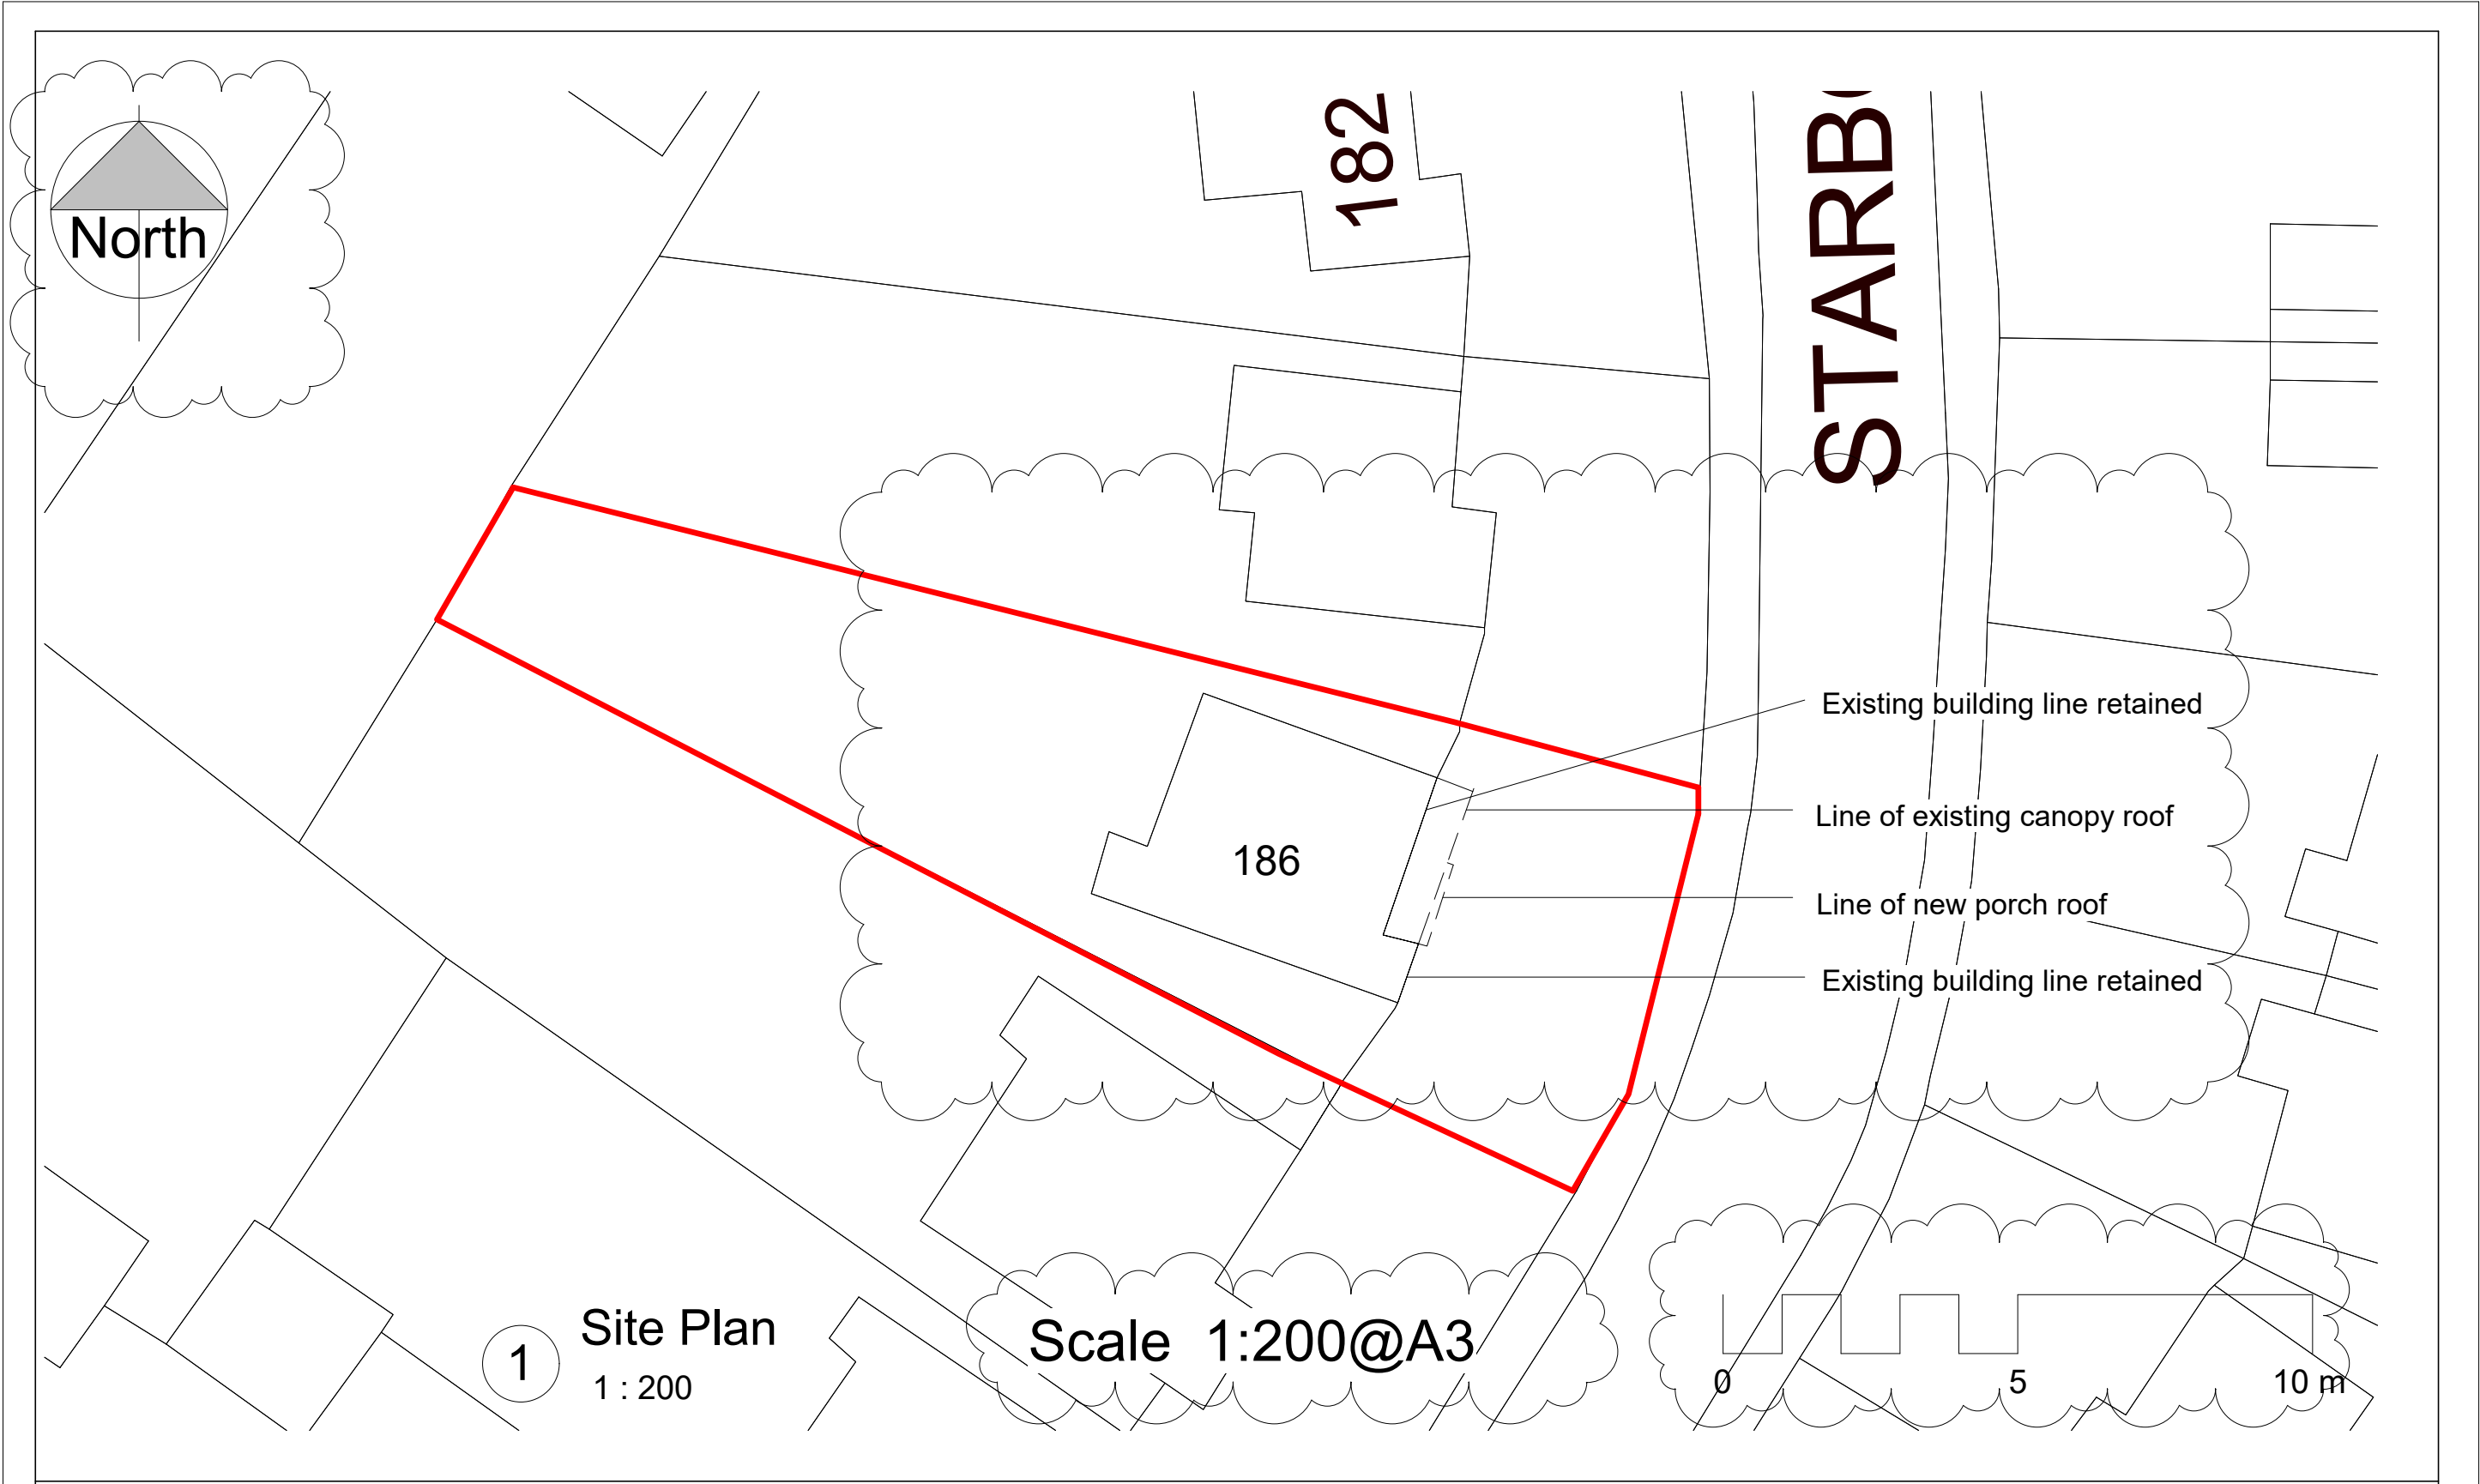 North
182
STARB
Existing building line retained
Line of existing canopy roof
186
Line of new porch roof
Existing building line retained
1
Site Plan
1 : 200
Scale 1:200@A3
0 5 10 m